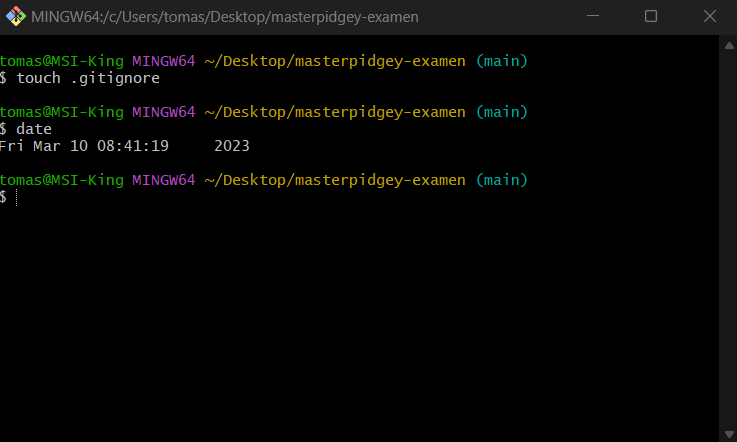 MINGW64:/c/Users/tomas/Desktop/masterpidgey-examen
tomas@MSI-King MINGW64 ~/Desktop/masterpidgey-examen (main)
$ touch .gitignore
tomas@MSI-King MINGW64 ~/Desktop/masterpidgey-examen (main)
$ date
Fri Mar 10 08:41:19     2023
tomas@MSI-King MINGW64 ~/Desktop/masterpidgey-examen (main)
$